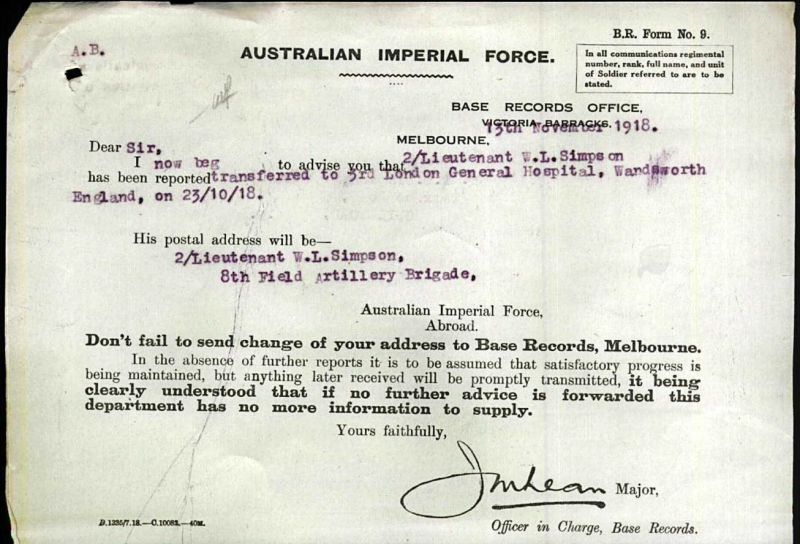 A.B.
B.R. Form No. 9.
AUSTRALIAN IMPERIAL FORCE.
In all communications regimental
number, rank, full name, and unit
of Soldier referred to are to be
stated.
BASE RECORDS OFFICE,
VICTORIA BARRACKS.
13th November 1918.
MELBOURNE,
Dear Sir,
I now beg to advise you that 2/Lieutenant W.L.Simpson
has been reported transferred to 3rd London General Hospital, Wandsworth
England, on 23/10/18.
His postal address will be—
2/Lieutenant W.L.Simpson,
8th Field Artillery Brigade,
Australian Imperial Force,
Abroad.
Don't fail to send change of your address to Base Records, Melbourne.
In the absence of further reports it is to be assumed that satisfactory progress is
being maintained, but anything later received will be promptly transmitted, it being
clearly understood that if no further advice is forwarded this
department has no more information to supply.
Yours faithfully,
Major,
Officer in Charge, Base Records.
D.1335/7.18.—C.10082.—40M.